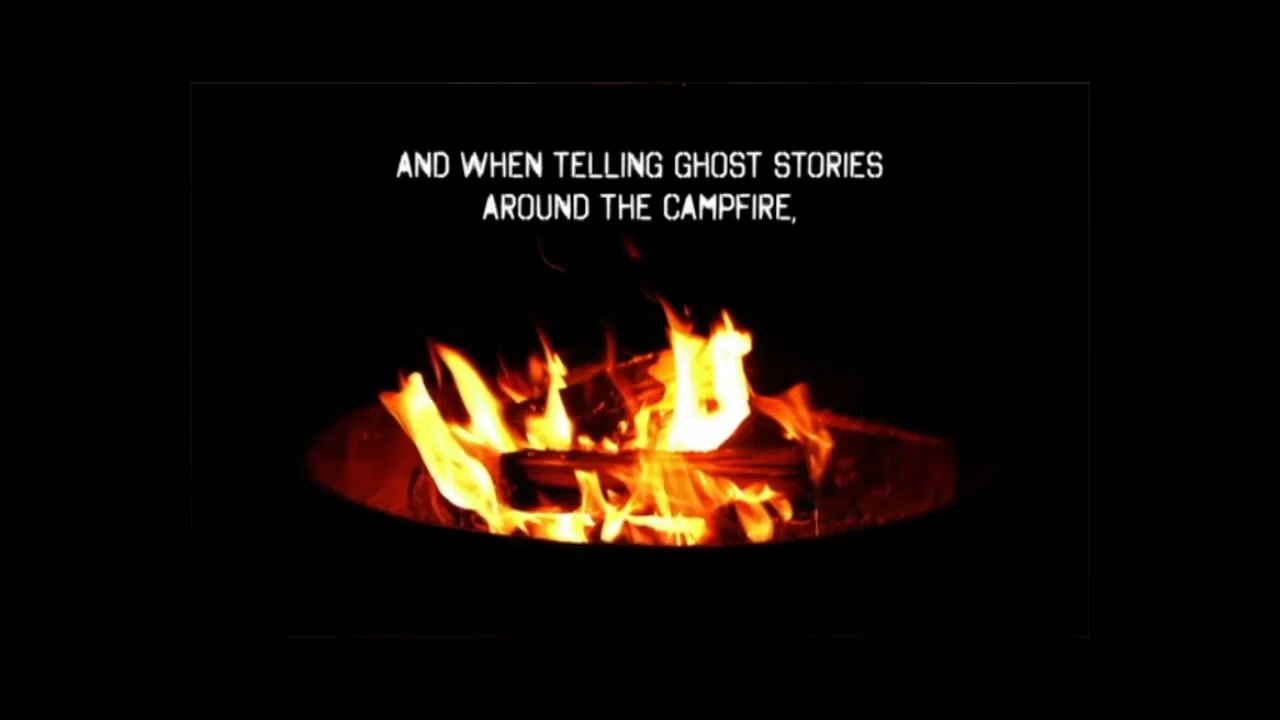 AND WHEN TELLING GHOST STORIES
AROUND THE CAMPFIRE,